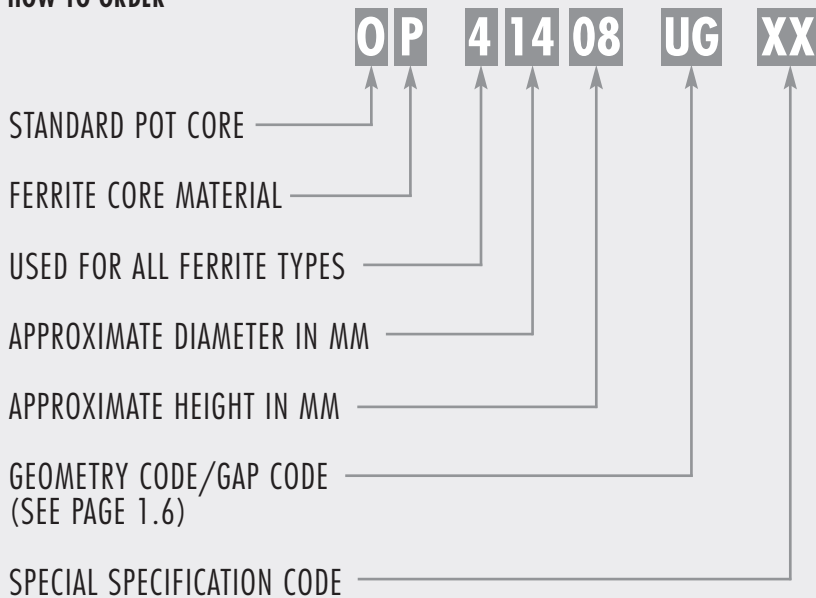 HOW TO ORDER
O P 4 14 08 UG XX
STANDARD POT CORE
FERRITE CORE MATERIAL
USED FOR ALL FERRITE TYPES
APPROXIMATE DIAMETER IN MM
APPROXIMATE HEIGHT IN MM
GEOMETRY CODE/GAP CODE
(SEE PAGE 1.6)
SPECIAL SPECIFICATION CODE